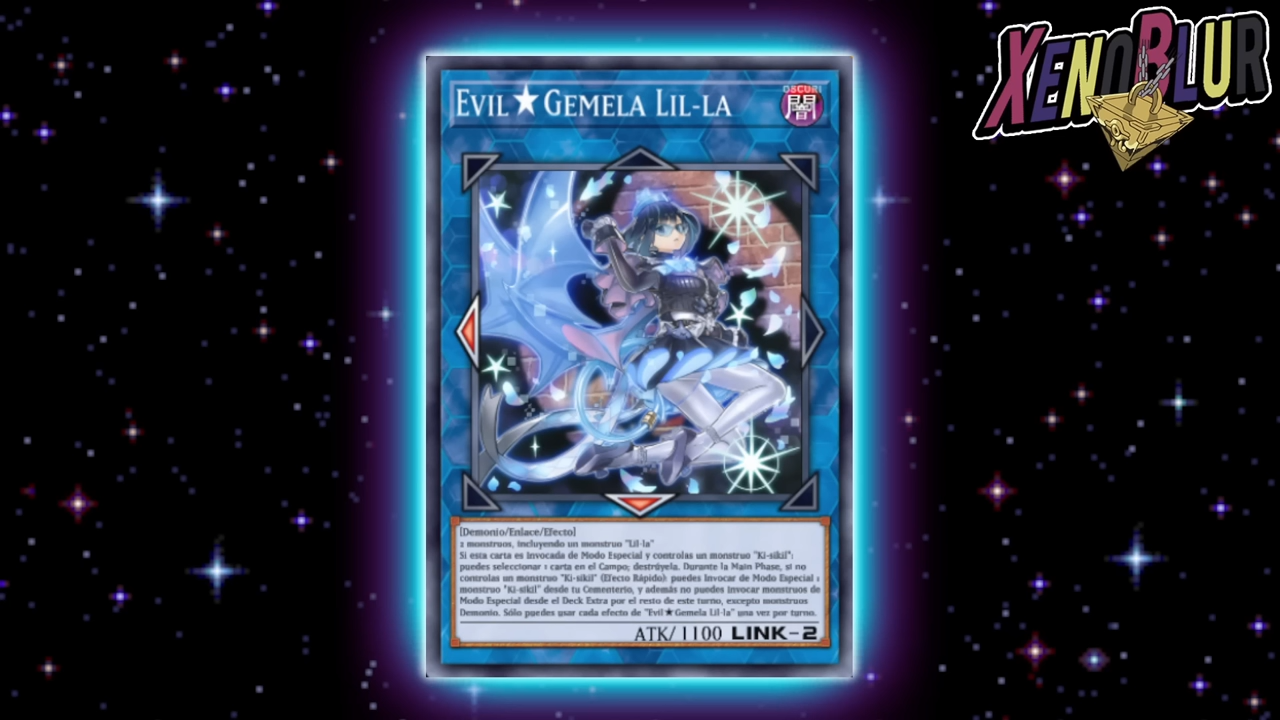 XENOBLUR
EVIL★GEMELA LIL-LA
OSCURI
闇
[Demonio/Enlace/Efecto]
2 monstruos, incluyendo un monstruo "Lil-la"
Si esta carta es Invocada de Modo Especial y controlas un monstruo "Ki-sikil":
puedes seleccionar 1 carta en el Campo; destrúyela. Durante la Main Phase, si no
controlas un monstruo "Ki-sikil" (Efecto Rápido): puedes Invocar de Modo Especial 1
monstruo "Ki-sikil" desde tu Cementerio, y además no puedes Invocar monstruos de
Modo Especial desde el Deck Extra por el resto de este turno, excepto monstruos
Demonio. Sólo puedes usar cada efecto de "Evil★Gemela Lil-la" una vez por turno.
ATK/1100 LINK-2